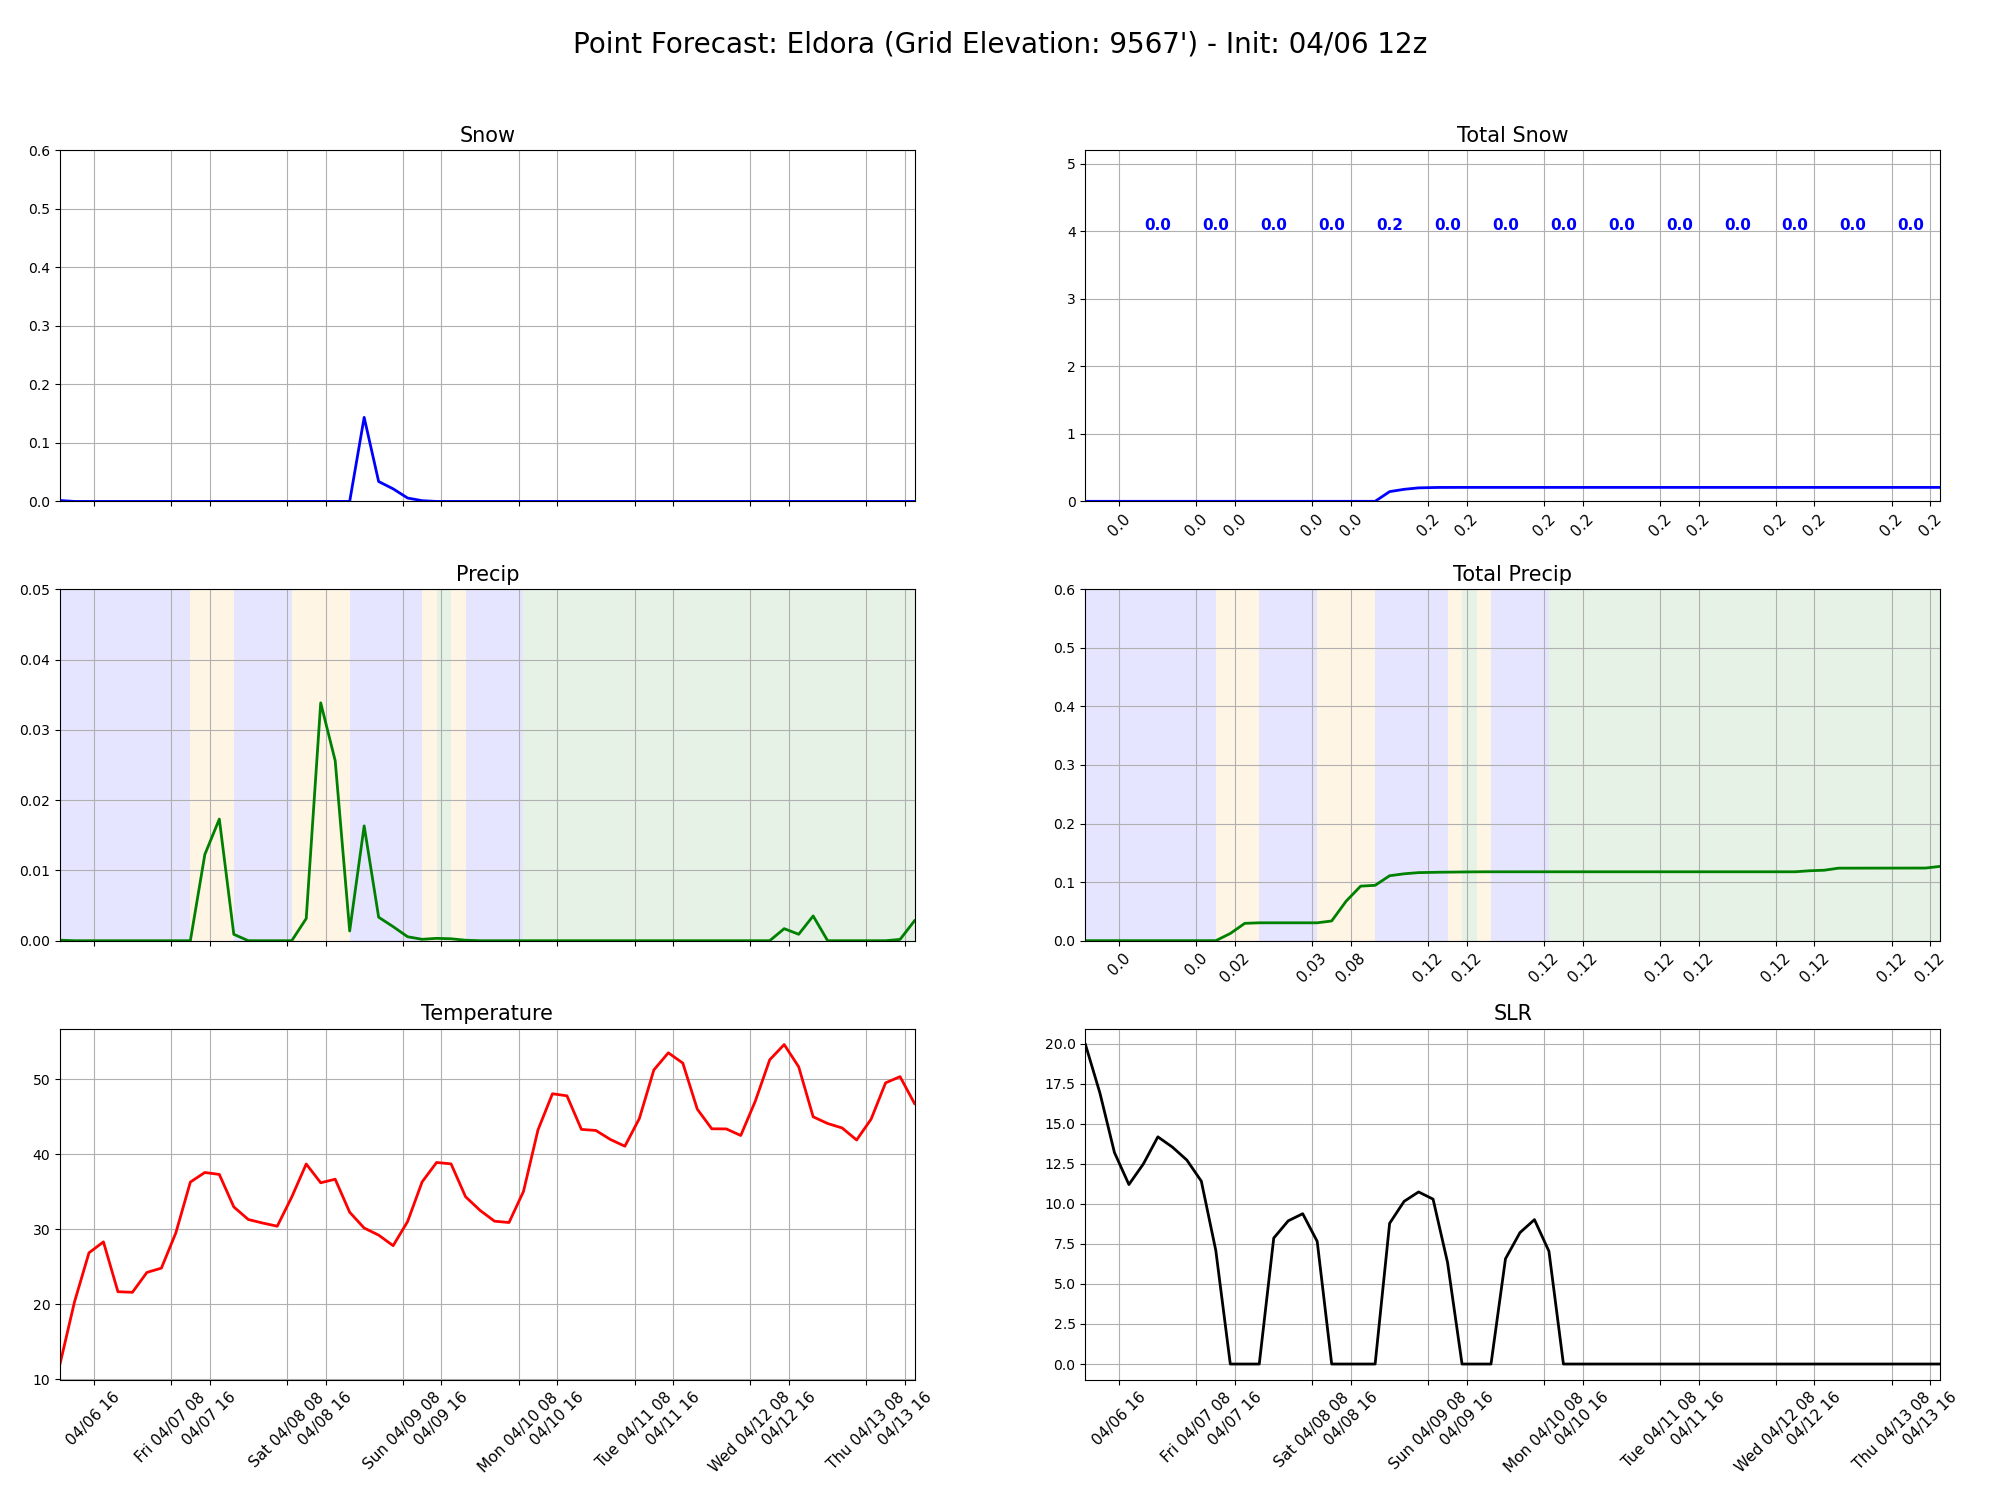 Point Forecast: Eldora (Grid Elevation: 9567') - Init: 04/06 12z
Snow
0.6
0.5
0.4
0.3
0.2
0.1
0.0
Total Snow
5
4
3
2
1
0
0.0 0.0 0.0 0.0 0.2 0.0 0.0 0.0 0.0 0.0 0.0 0.0 0.0 0.0
0.0 0.0 0.0 0.0 0.0 0.2 0.2 0.2 0.2 0.2 0.2 0.2 0.2 0.2 0.2
Precip
0.05
0.04
0.03
0.02
0.01
0.00
Total Precip
0.6
0.5
0.4
0.3
0.2
0.1
0.0
0.0 0.0 0.02 0.03 0.08 0.12 0.12 0.12 0.12 0.12 0.12 0.12 0.12 0.12 0.12
Temperature
50
40
30
20
10
04/06 16
Fri 04/07 08
04/07 16
Sat 04/08 08
04/08 16
Sun 04/09 08
04/09 16
Mon 04/10 08
04/10 16
Tue 04/11 08
04/11 16
Wed 04/12 08
04/12 16
Thu 04/13 08
04/13 16
SLR
20.0
17.5
15.0
12.5
10.0
7.5
5.0
2.5
0.0
04/06 16
Fri 04/07 08
04/07 16
Sat 04/08 08
04/08 16
Sun 04/09 08
04/09 16
Mon 04/10 08
04/10 16
Tue 04/11 08
04/11 16
Wed 04/12 08
04/12 16
Thu 04/13 08
04/13 16